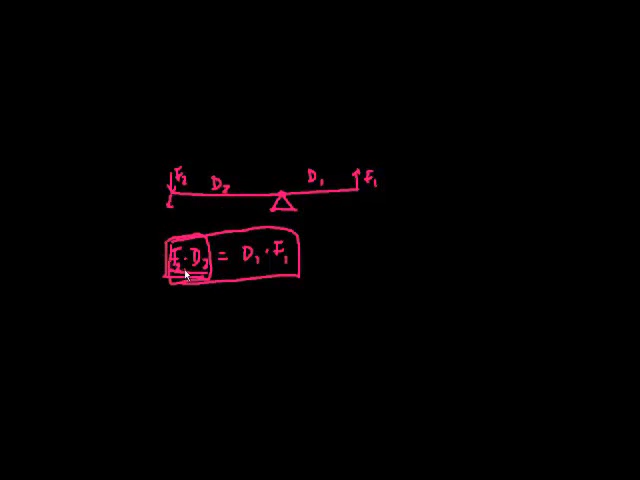 F₂ D₂ D₁ F₁
F₂ · D₂ = D₁ · F₁